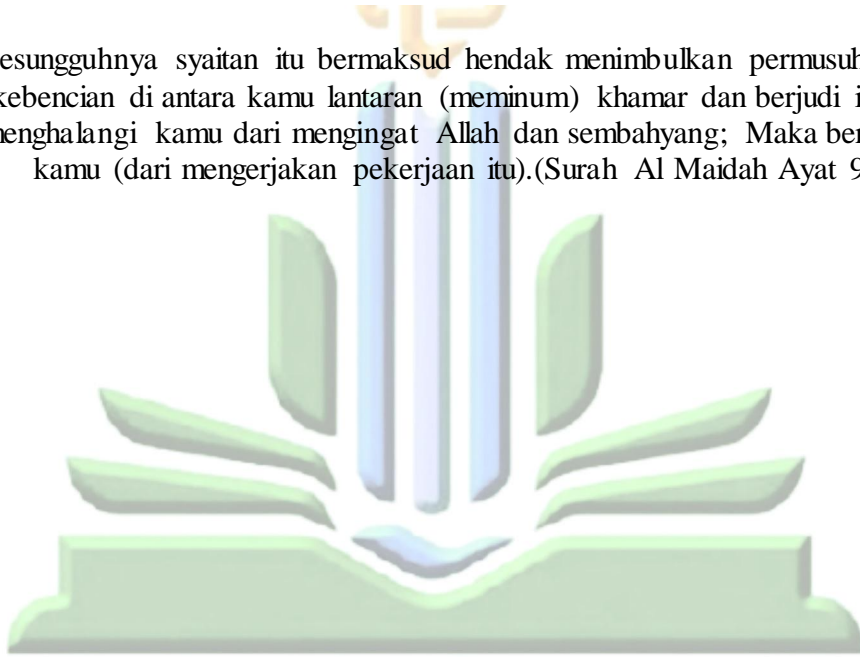 esungguhnya syaitan itu bermaksud hendak menimbulkan permusuh
kebencian di antara kamu lantaran (meminum) khamar dan berjudi i
nenghalangi kamu dari mengingat Allah dan sembahyang; Maka ber
kamu (dari mengerjakan pekerjaan itu).(Surah Al Maidah Ayat 9